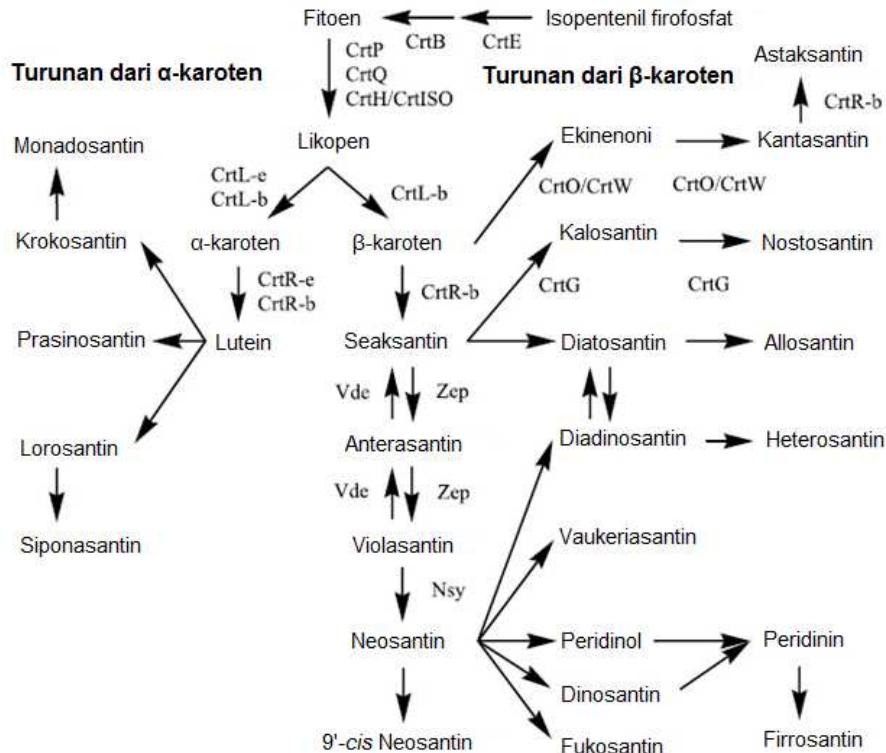 Fitoen
Isopentenil firofosfat
CrtB
CrtE
CrtP
CrtQ
CrtH/CrtISO
Turunan dari α-karoten
Turunan dari β-karoten
Astaksantin
CrtR-b
Monadosantin
Likopen
Ekinenoni
Kantasantin
CrtL-e
CrtL-b
CrtL-b
CrtO/CrtW
CrtO/CrtW
Krokosantin
α-karoten
β-karoten
Kalosantin
Nostosantin
CrtR-e
CrtR-b
CrtR-b
CrtG
CrtG
Prasinosantin
Lutein
Seaksantin
Diatosantin
Allosantin
Vde
Zep
Lorosantin
Anterasantin
Diadinosantin
Heterosantin
Vde
Zep
Siponasantin
Violasantin
Vaukeriasantin
Nsy
Neosantin
Peridinol
Peridinin
Dinosantin
9'-cis Neosantin
Fukosantin
Firrosantin